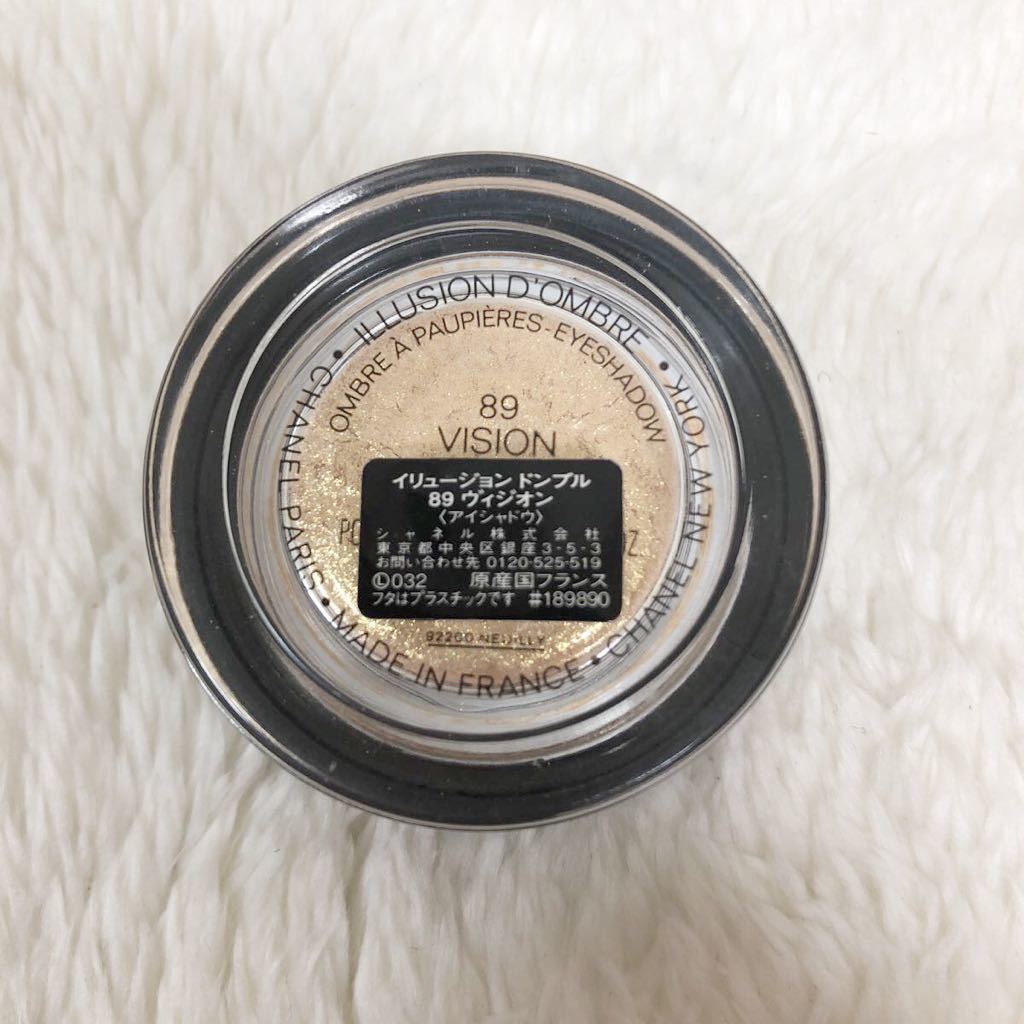 ILLUSION D'OMBRE • CHANEL NEW YORK • MADE IN FRANCE • CHANEL PARIS •
OMBRE À PAUPIÈRES-EYESHADOW
89
VISION
イリュージョン ドンブル
89 ヴィジオン
〈アイシャドウ〉
シャネル株式会社
東京都中央区銀座3-5-3
お問い合わせ先 0120-525-519
Ⓛ032 原産国フランス
フタはプラスチックです #189890
92200 NEUILLY